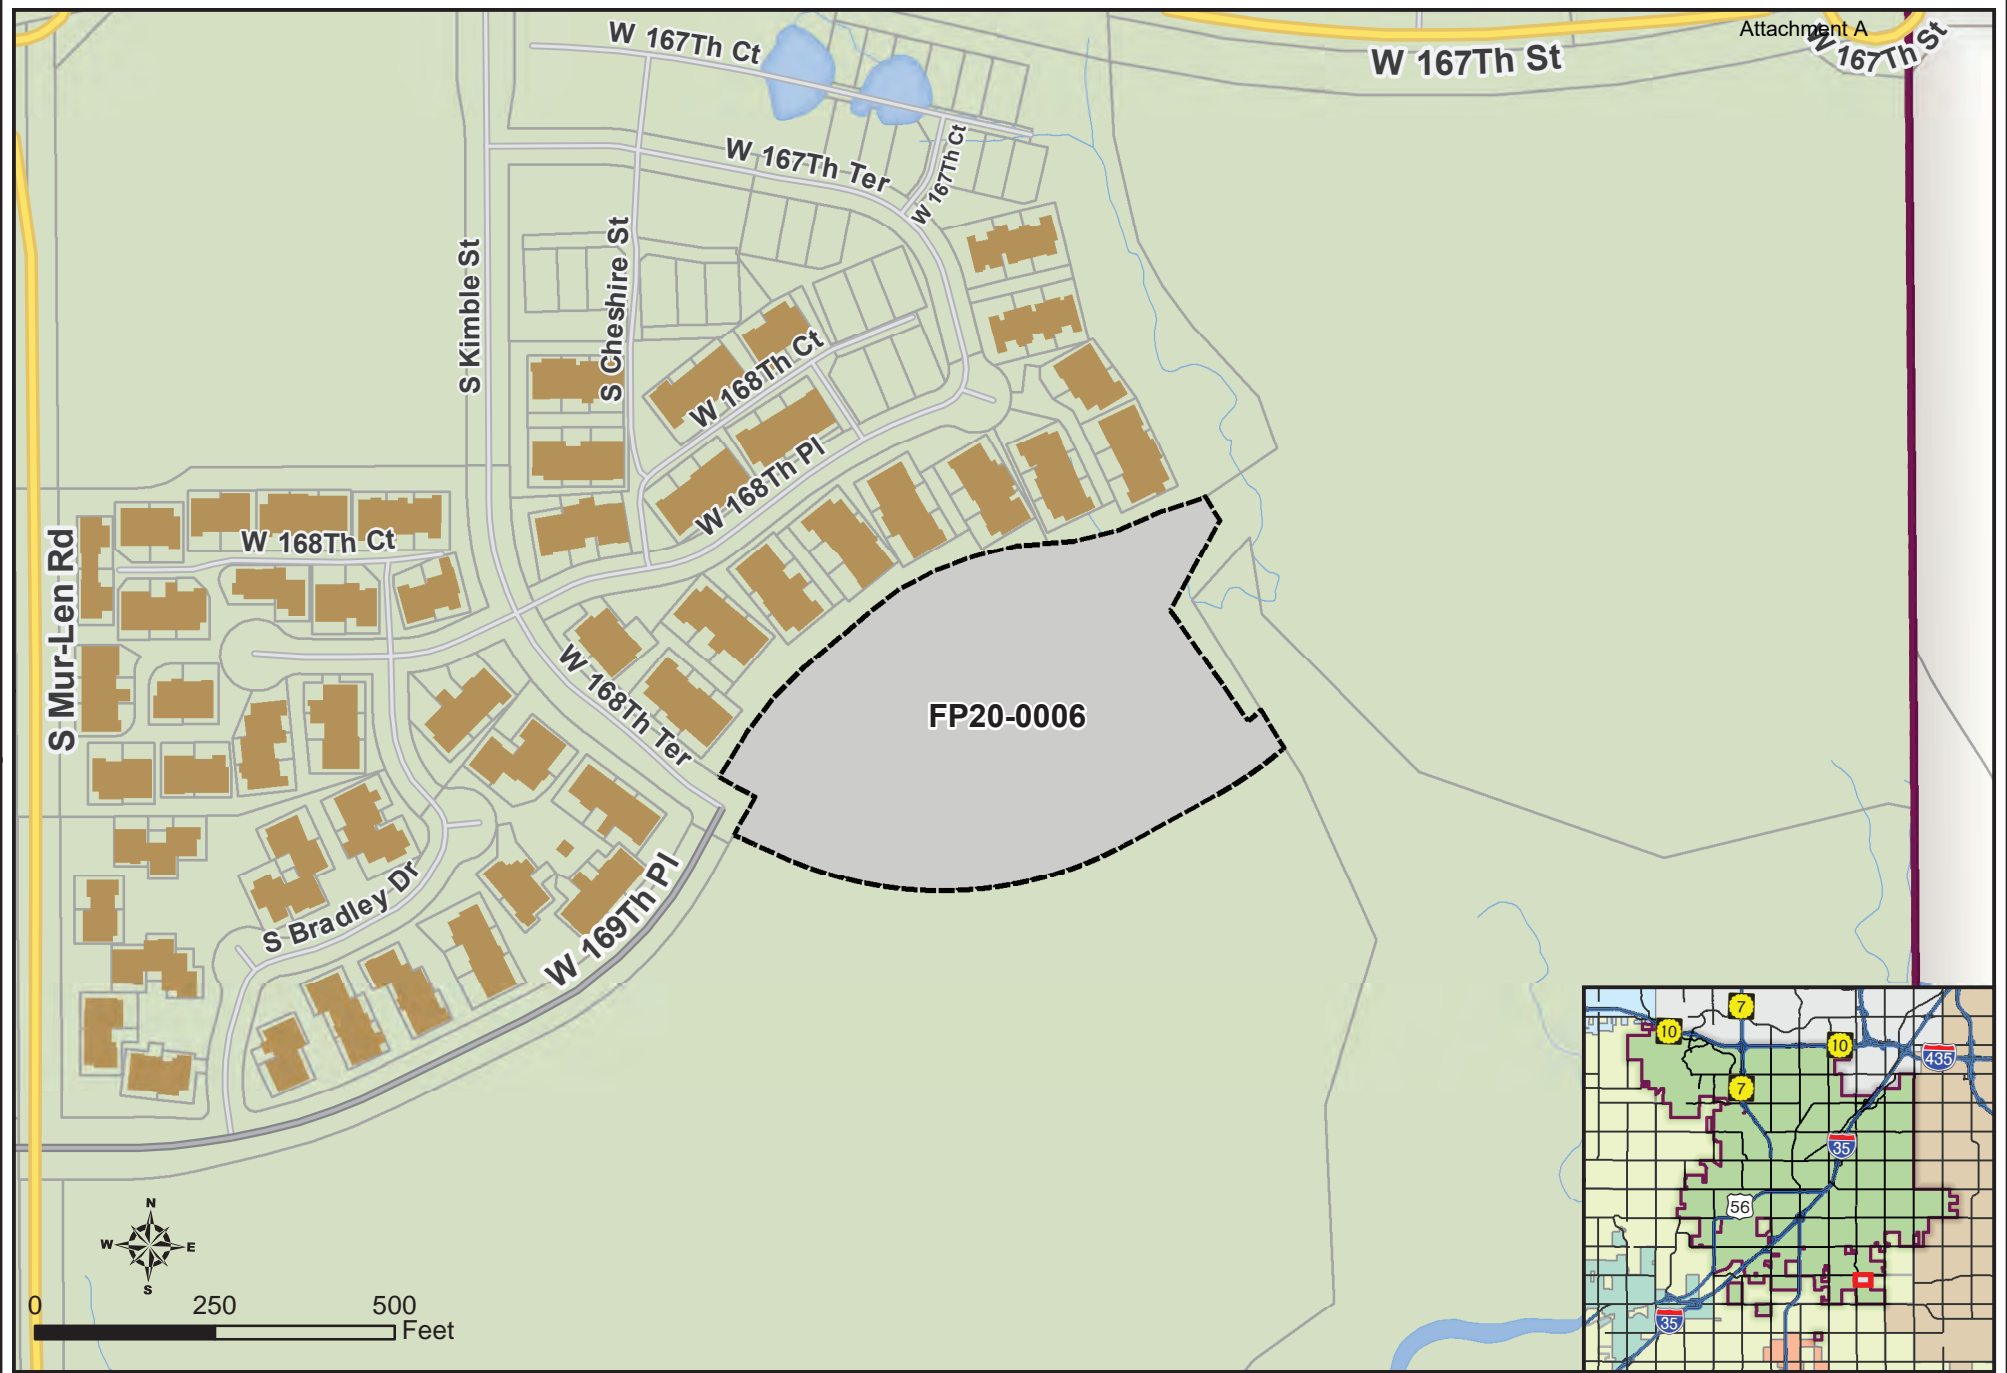 Attachment A
W 167Th Ct
W 167Th St
W 167Th St
W 167Th Ter
W 167Th Ct
S Kimble St
S Cheshire St
W 168Th Ct
W 168Th Pl
W 168Th Ct
S Mur-Len Rd
W 168Th Ter
FP20-0006
S Bradley Dr
W 169Th Pl
7
10
10
435
7
35
56
35
N
W E
S
0 250 500
Feet